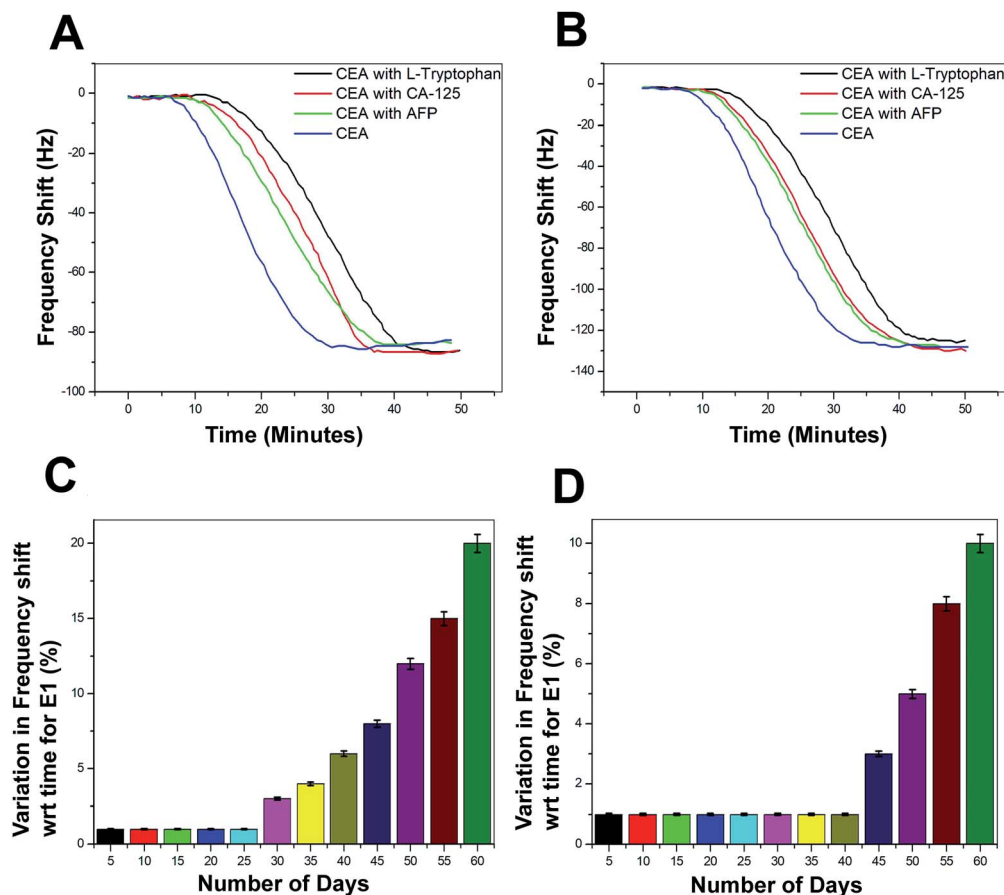 A
CEA with L-Tryptophan
CEA with CA-125
CEA with AFP
CEA
0
-20
-40
-60
-80
-100
Frequency Shift (Hz)
0 10 20 30 40 50
Time (Minutes)
B
CEA with L-Tryptophan
CEA with CA-125
CEA with AFP
CEA
0
-20
-40
-60
-80
-100
-120
-140
Frequency Shift (Hz)
0 10 20 30 40 50
Time (Minutes)
C
20
15
10
5
0
Variation in Frequency shift
wrt time for E1 (%)
5 10 15 20 25 30 35 40 45 50 55 60
Number of Days
D
10
8
6
4
2
0
Variation in Frequency shift
wrt time for E1 (%)
5 10 15 20 25 30 35 40 45 50 55 60
Number of Days